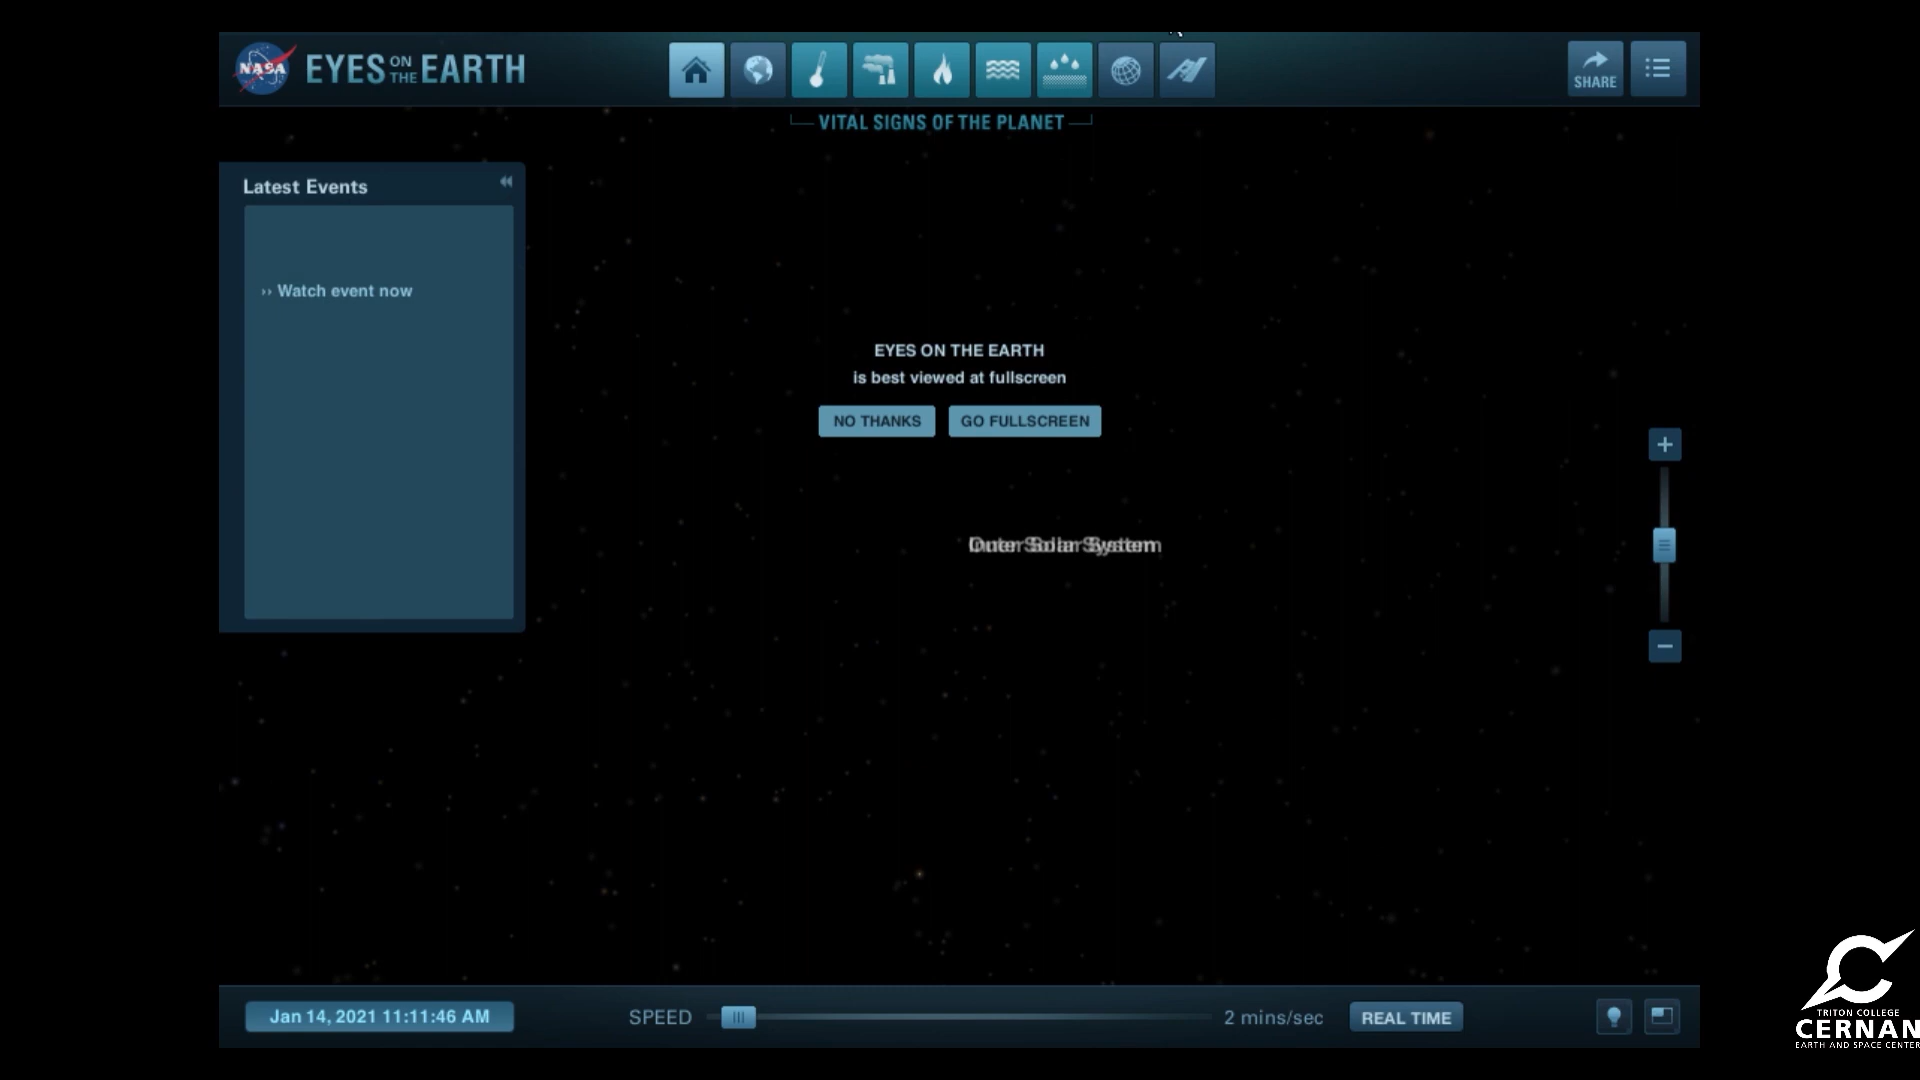 NASA
EYES ON THE EARTH
SHARE
VITAL SIGNS OF THE PLANET
Latest Events
›› Watch event now
EYES ON THE EARTH
is best viewed at fullscreen
NO THANKS
GO FULLSCREEN
Solar System
Jan 14, 2021 11:11:46 AM
SPEED
2 mins/sec
REAL TIME
TRITON COLLEGE
CERNAN
EARTH AND SPACE CENTER